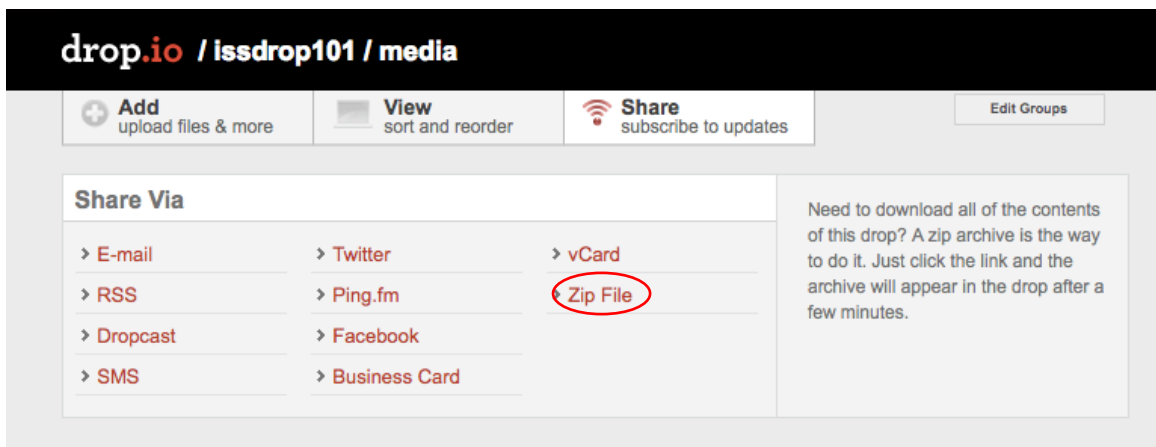 drop.io / issdrop101 / media
Add
upload files & more
View
sort and reorder
Share
subscribe to updates
Edit Groups
Share Via
> E-mail
> RSS
> Dropcast
> SMS
> Twitter
> Ping.fm
> Facebook
> Business Card
> vCard
> Zip File
Need to download all of the contents
of this drop? A zip archive is the way
to do it. Just click the link and the
archive will appear in the drop after a
few minutes.